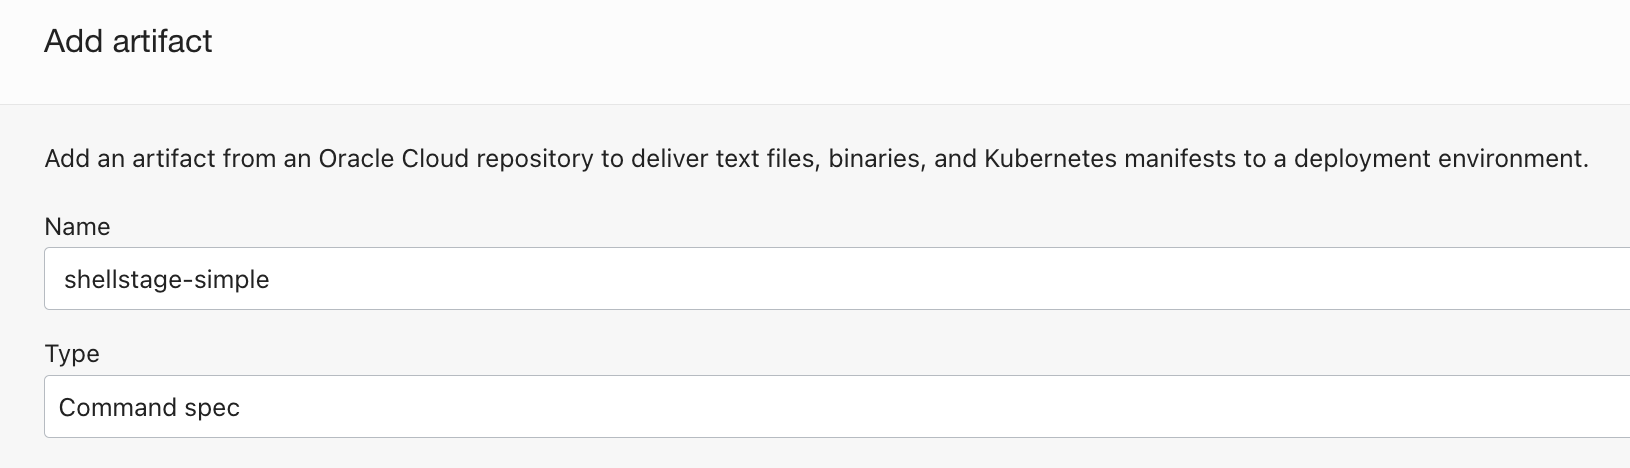 Add artifact
Add an artifact from an Oracle Cloud repository to deliver text files, binaries, and Kubernetes manifests to a deployment environment.
Name
shellstage-simple
Type
Command spec